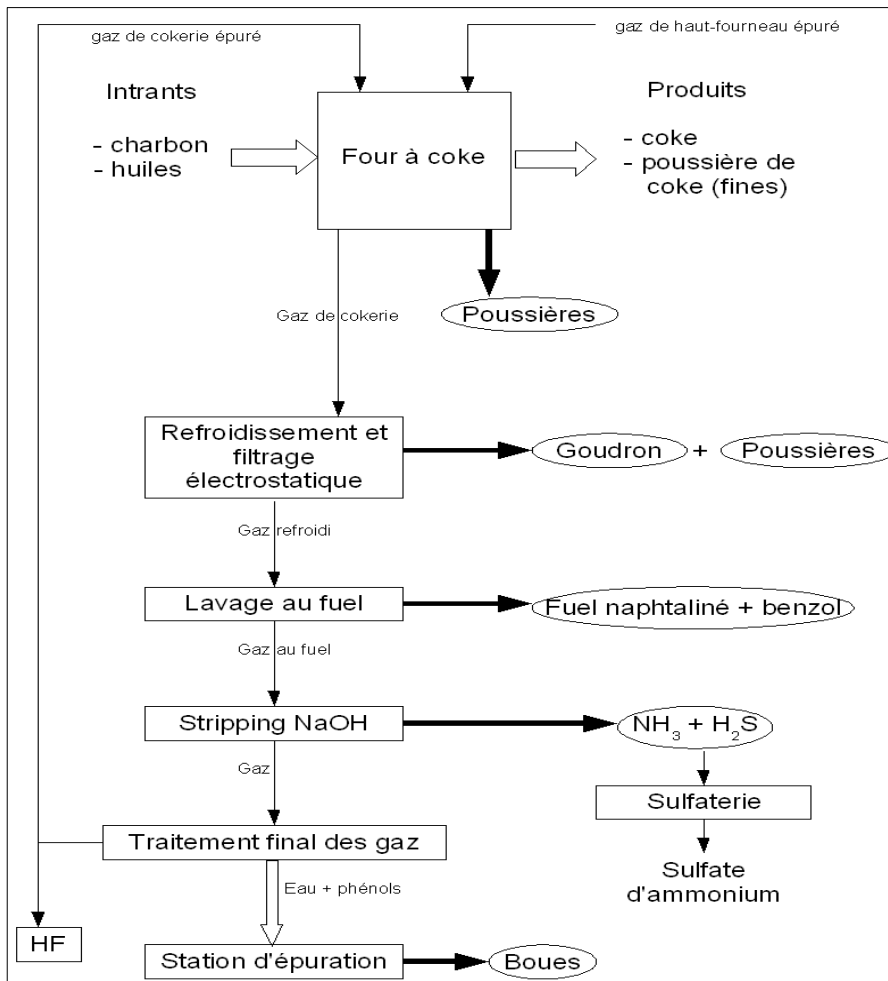 gaz de cokerie épuré
gaz de haut-fourneau épuré
Intrants
Produits
- charbon
- huiles
Four à coke
- coke
- poussière de
coke (fines)
Gaz de cokerie
Poussières
Refroidissement et
filtrage
électrostatique
Goudron + Poussières
Gaz refroidi
Lavage au fuel
Fuel naphtaliné + benzol
Gaz au fuel
Stripping NaOH
NH₃ + H₂S
Gaz
Sulfaterie
Traitement final des gaz
Sulfate
d'ammonium
Eau + phénols
HF
Station d'épuration
Boues